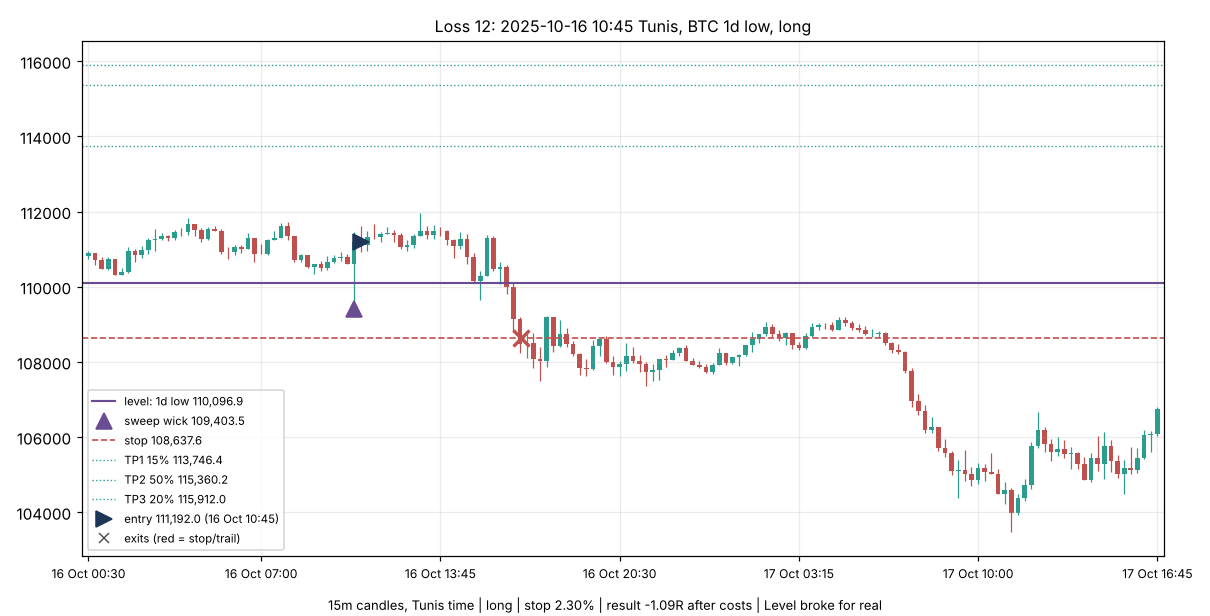 Loss 12: 2025-10-16 10:45 Tunis, BTC 1d low, long
116000
114000
112000
110000
108000
106000
104000
level: 1d low 110,096.9
sweep wick 109,403.5
stop 108,637.6
TP1 15% 113,746.4
TP2 50% 115,360.2
TP3 20% 115,912.0
entry 111,192.0 (16 Oct 10:45)
exits (red = stop/trail)
16 Oct 00:30 16 Oct 07:00 16 Oct 13:45 16 Oct 20:30 17 Oct 03:15 17 Oct 10:00 17 Oct 16:45
15m candles, Tunis time | long | stop 2.30% | result -1.09R after costs | Level broke for real